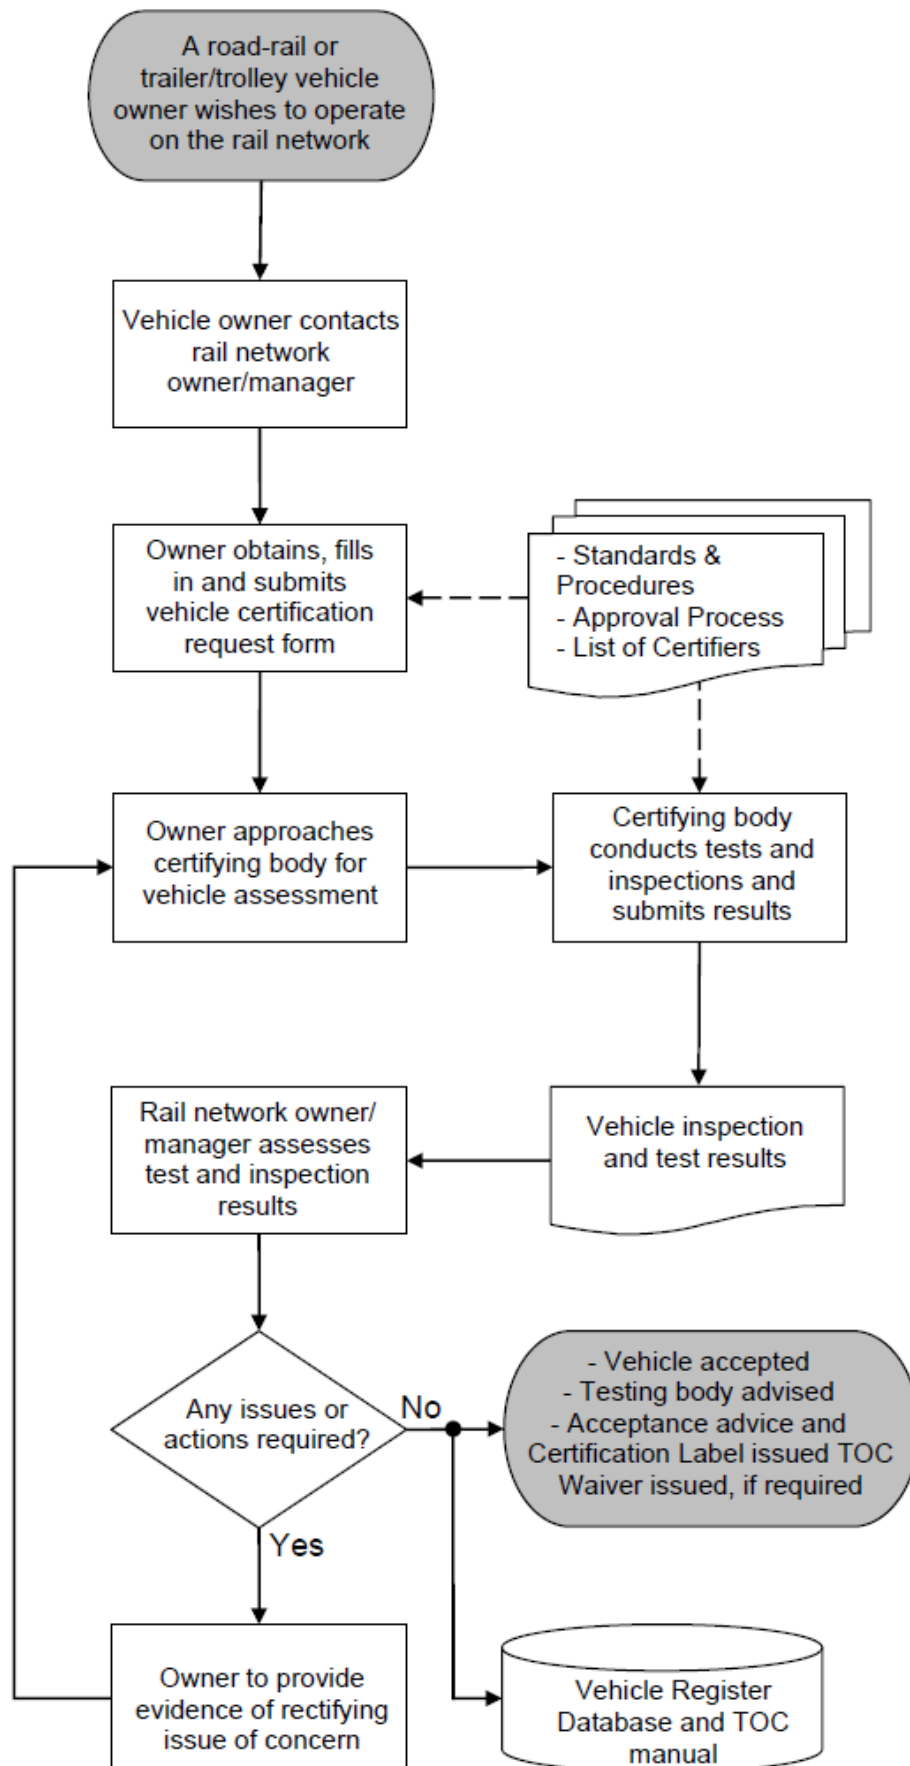 A road-rail or
trailer/trolley vehicle
owner wishes to operate
on the rail network
Vehicle owner contacts
rail network
owner/manager
Owner obtains, fills
in and submits
vehicle certification
request form
- Standards &
Procedures
- Approval Process
- List of Certifiers
Owner approaches
certifying body for
vehicle assessment
Certifying body
conducts tests and
inspections and
submits results
Rail network owner/
manager assesses
test and inspection
results
Vehicle inspection
and test results
Any issues or
actions required?
No
Yes
- Vehicle accepted
- Testing body advised
- Acceptance advice and
Certification Label issued TOC
Waiver issued, if required
Owner to provide
evidence of rectifying
issue of concern
Vehicle Register
Database and TOC
manual